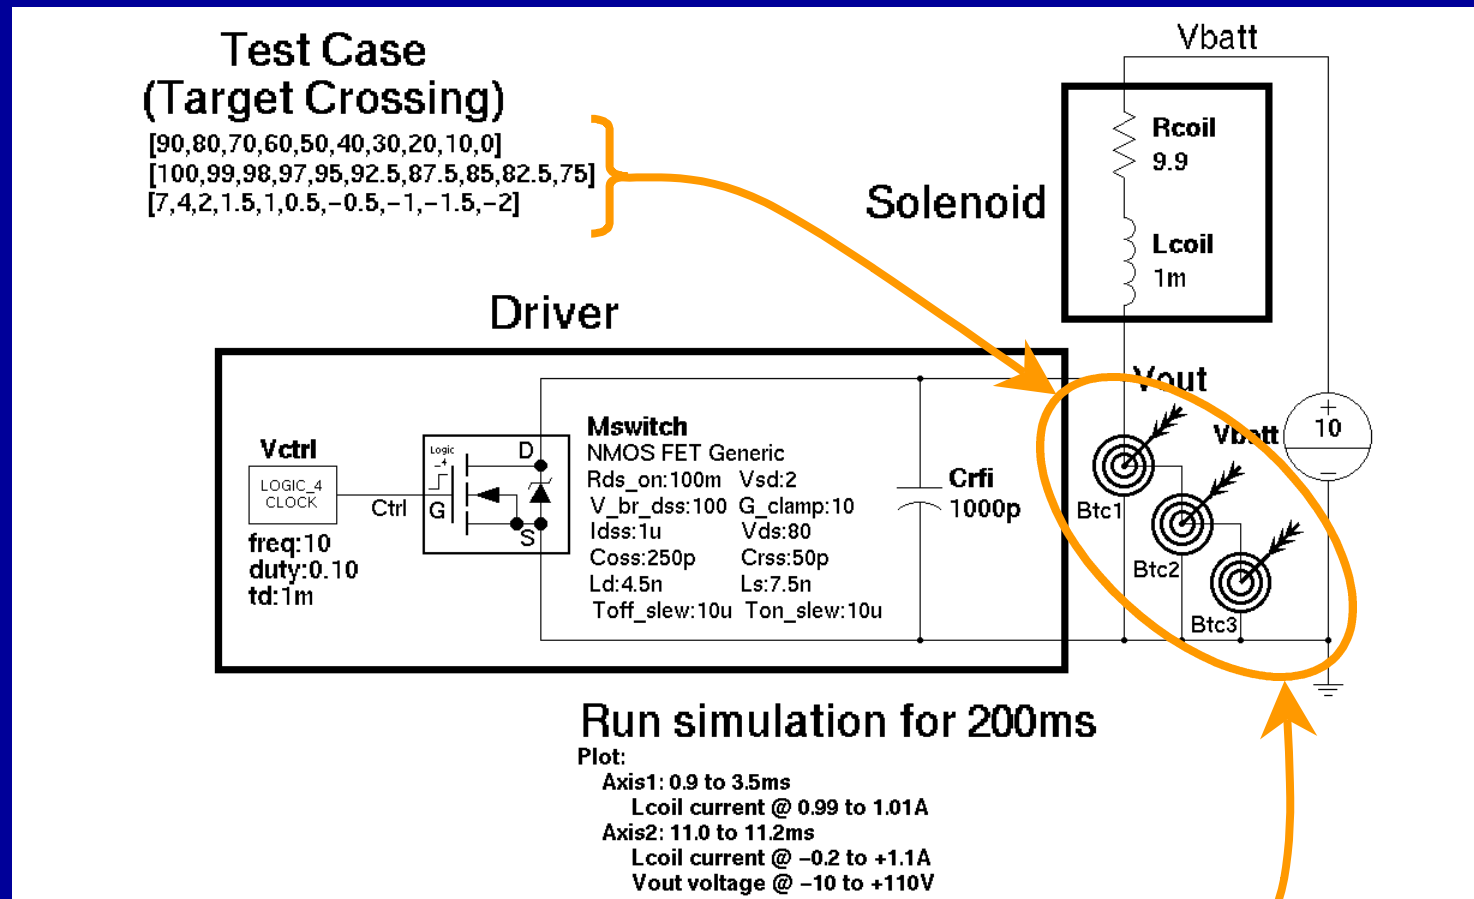 Test Case
(Target Crossing)
[90,80,70,60,50,40,30,20,10,0]
[100,99,98,97,95,92.5,87.5,85,82.5,75]
[7,4,2,1.5,1,0.5,−0.5,−1,−1.5,−2]
Vbatt
Rcoil
9.9
Solenoid
Lcoil
1m
Driver
Vout
Vbatt
+
10
−
Vctrl
LOGIC_4
CLOCK
freq:10
duty:0.10
td:1m
Ctrl
Logic
_4
D
G
S
Mswitch
NMOS FET Generic
Rds_on:100m Vsd:2
V_br_dss:100 G_clamp:10
Idss:1u Vds:80
Coss:250p Crss:50p
Ld:4.5n Ls:7.5n
Toff_slew:10u Ton_slew:10u
Crfi
1000p
Btc1
Btc2
Btc3
Run simulation for 200ms
Plot:
Axis1: 0.9 to 3.5ms
Lcoil current @ 0.99 to 1.01A
Axis2: 11.0 to 11.2ms
Lcoil current @ −0.2 to +1.1A
Vout voltage @ −10 to +110V